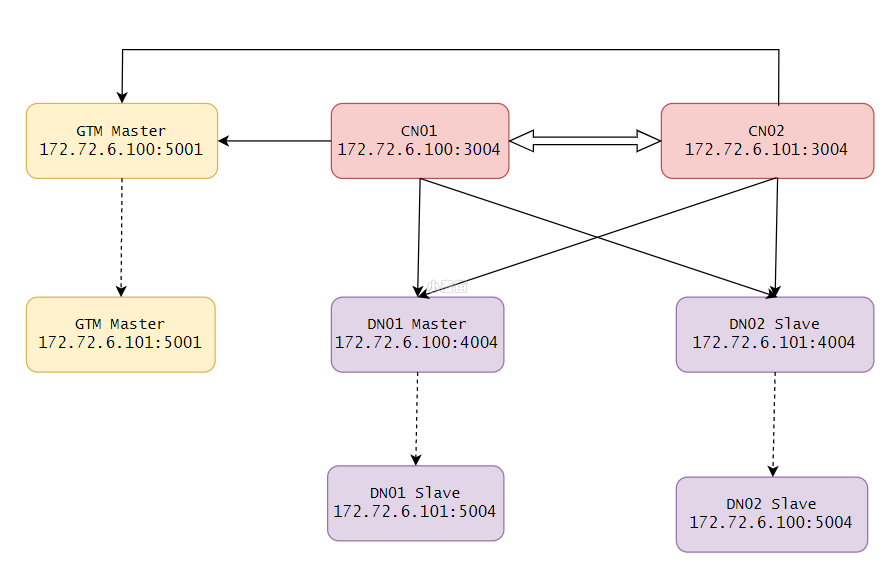 GTM Master
172.72.6.100:5001
CN01
172.72.6.100:3004
CN02
172.72.6.101:3004
GTM Master
172.72.6.101:5001
DN01 Master
172.72.6.100:4004
DN02 Slave
172.72.6.101:4004
DN01 Slave
172.72.6.101:5004
DN02 Slave
172.72.6.100:5004